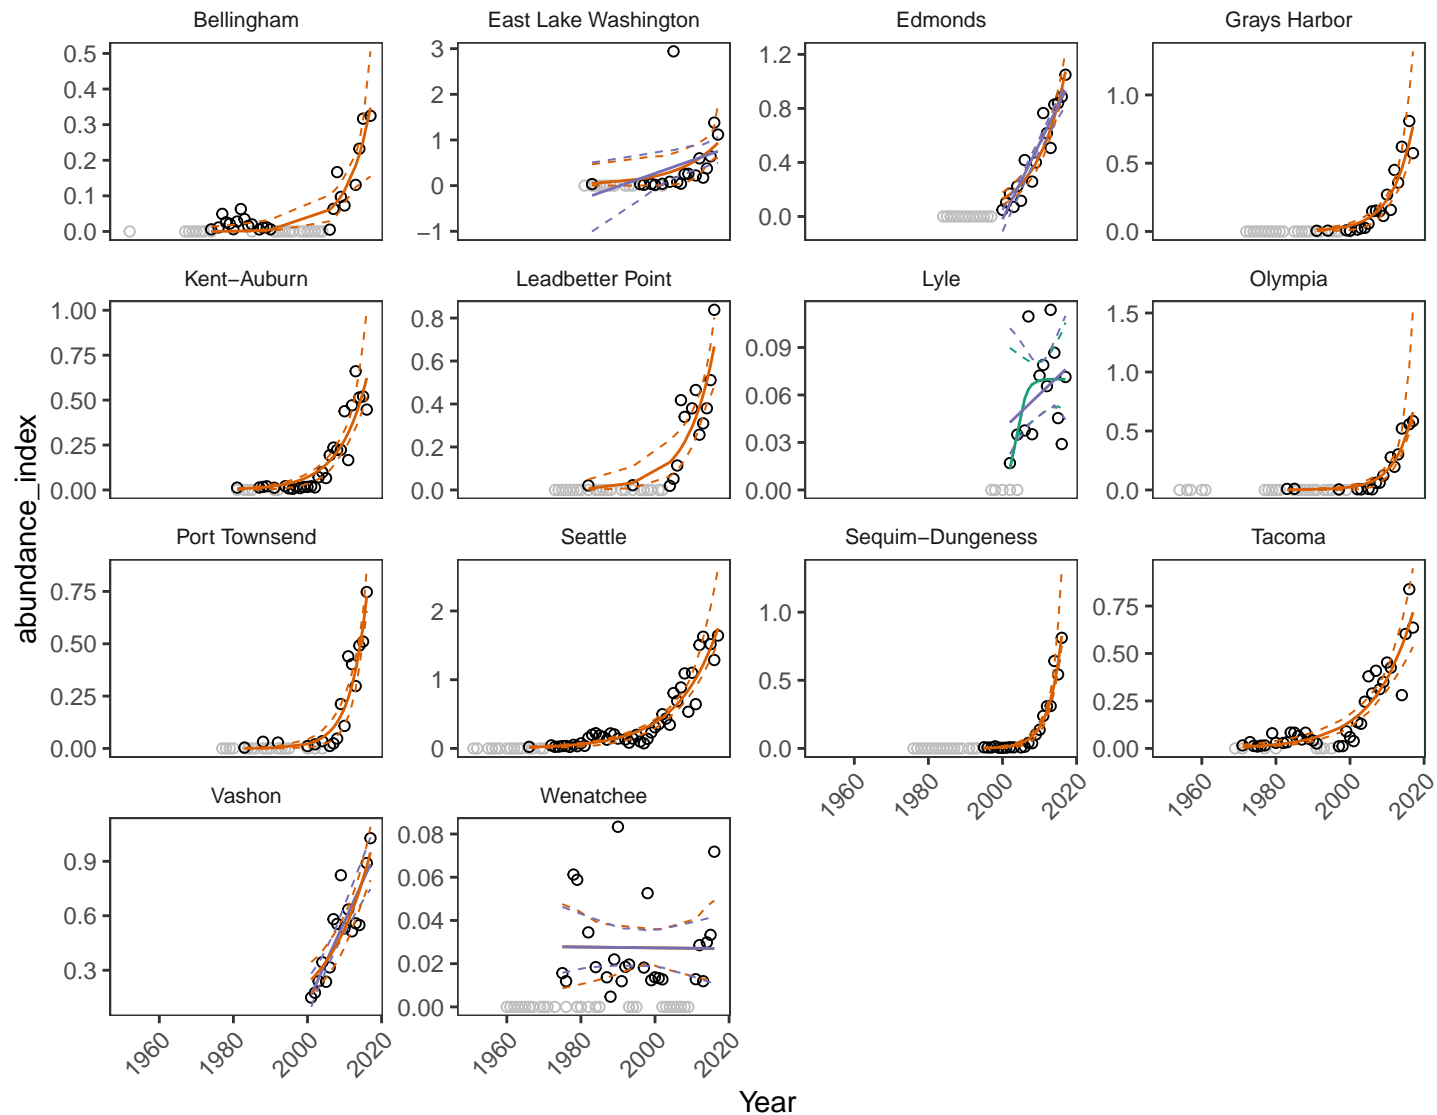 Bellingham East Lake Washington Edmonds Grays Harbor
0.5 0.4 0.3 0.2 0.1 0.0
3 2 1 0 −1
1.2 0.8 0.4 0.0
1.0 0.5 0.0
Kent−Auburn Leadbetter Point Lyle Olympia
1.00 0.75 0.50 0.25 0.00
0.8 0.6 0.4 0.2 0.0
0.09 0.06 0.03 0.00
1.5 1.0 0.5 0.0
abundance_index
Port Townsend Seattle Sequim−Dungeness Tacoma
0.75 0.50 0.25 0.00
2 1 0
1.0 0.5 0.0
0.75 0.50 0.25 0.00
1960 1980 2000 2020
1960 1980 2000 2020
Vashon Wenatchee
0.9 0.6 0.3
0.08 0.06 0.04 0.02 0.00
1960 1980 2000 2020
1960 1980 2000 2020
Year